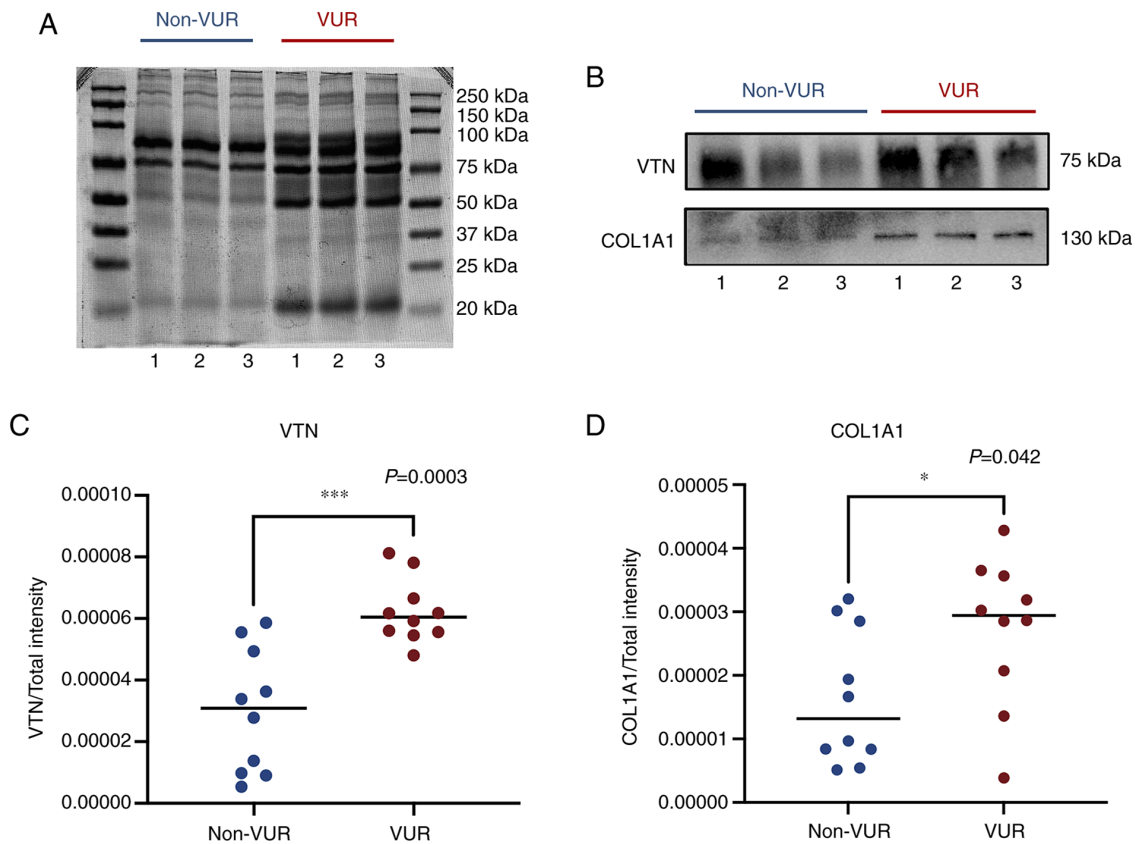 A
Non-VUR VUR
250 kDa
150 kDa
100 kDa
75 kDa
50 kDa
37 kDa
25 kDa
20 kDa
1 2 3 1 2 3
B
Non-VUR VUR
VTN 75 kDa
COL1A1 130 kDa
1 2 3 1 2 3
C
VTN
P=0.0003
***
0.00010
0.00008
0.00006
0.00004
0.00002
0.00000
VTN/Total intensity
Non-VUR VUR
D
COL1A1
P=0.042
*
0.00005
0.00004
0.00003
0.00002
0.00001
0.00000
COL1A1/Total intensity
Non-VUR VUR